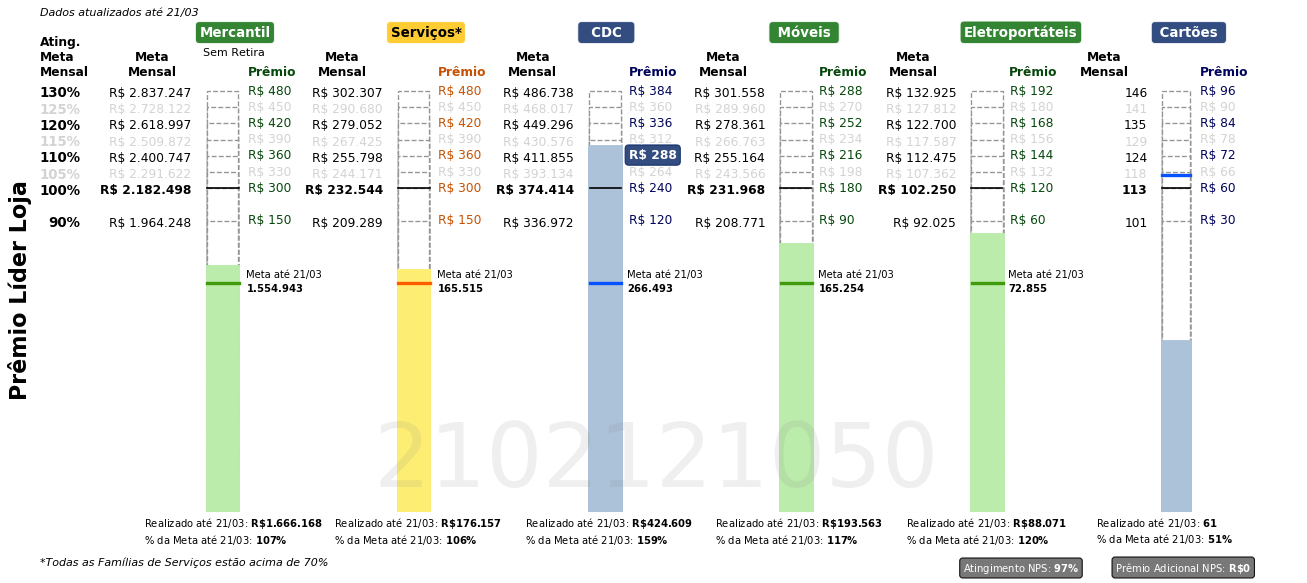 Dados atualizados até 21/03
Mercantil Serviços* CDC Móveis Eletroportáteis Cartões
Sem Retira
Ating. Meta Mensal Meta Mensal Prêmio Meta Mensal Prêmio Meta Mensal Prêmio Meta Mensal Prêmio Meta Mensal Prêmio Meta Mensal Prêmio
130% R$ 2.837.247 R$ 480 R$ 302.307 R$ 480 R$ 486.738 R$ 384 R$ 301.558 R$ 288 R$ 132.925 R$ 192 146 R$ 96
125% R$ 2.728.122 R$ 450 R$ 290.680 R$ 450 R$ 468.017 R$ 360 R$ 289.960 R$ 270 R$ 127.812 R$ 180 141 R$ 90
120% R$ 2.618.997 R$ 420 R$ 279.052 R$ 420 R$ 449.296 R$ 336 R$ 278.361 R$ 252 R$ 122.700 R$ 168 135 R$ 84
115% R$ 2.509.872 R$ 390 R$ 267.425 R$ 390 R$ 430.576 R$ 312 R$ 266.763 R$ 234 R$ 117.587 R$ 156 129 R$ 78
110% R$ 2.400.747 R$ 360 R$ 255.798 R$ 360 R$ 411.855 R$ 288 R$ 255.164 R$ 216 R$ 112.475 R$ 144 124 R$ 72
105% R$ 2.291.622 R$ 330 R$ 244.171 R$ 330 R$ 393.134 R$ 264 R$ 243.566 R$ 198 R$ 107.362 R$ 132 118 R$ 66
100% R$ 2.182.498 R$ 300 R$ 232.544 R$ 300 R$ 374.414 R$ 240 R$ 231.968 R$ 180 R$ 102.250 R$ 120 113 R$ 60
90% R$ 1.964.248 R$ 150 R$ 209.289 R$ 150 R$ 336.972 R$ 120 R$ 208.771 R$ 90 R$ 92.025 R$ 60 101 R$ 30
Prêmio Líder Loja
Meta até 21/03 Meta até 21/03 Meta até 21/03 Meta até 21/03 Meta até 21/03
1.554.943 165.515 266.493 165.254 72.855
2102121050
Realizado até 21/03: R$1.666.168 Realizado até 21/03: R$176.157 Realizado até 21/03: R$424.609 Realizado até 21/03: R$193.563 Realizado até 21/03: R$88.071 Realizado até 21/03: 61
% da Meta até 21/03: 107% % da Meta até 21/03: 106% % da Meta até 21/03: 159% % da Meta até 21/03: 117% % da Meta até 21/03: 120% % da Meta até 21/03: 51%
*Todas as Famílias de Serviços estão acima de 70%
Atingimento NPS: 97% Prêmio Adicional NPS: R$0